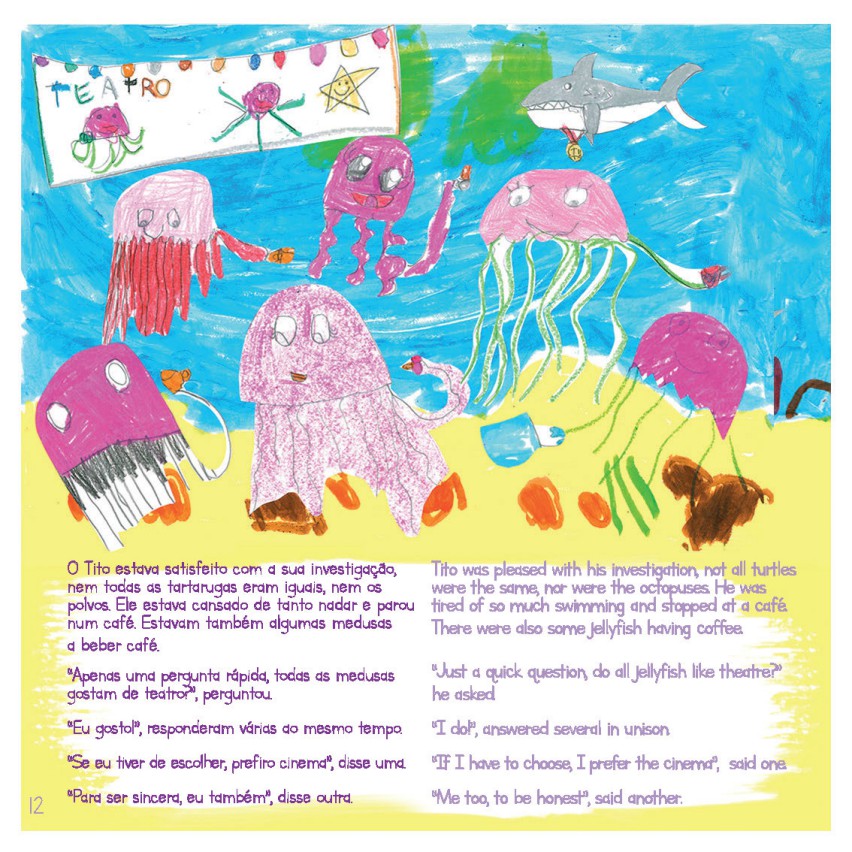 TEATRO
O Tito estava satisfeito com a sua investigação,
nem todas as tartarugas eram iguais, nem os
polvos. Ele estava cansado de tanto nadar e parou
num café. Estavam também algumas medusas
a beber café.
"Apenas uma pergunta rápida, todas as medusas
gostam de teatro?", perguntou.
"Eu gosto!", responderam várias ao mesmo tempo.
"Se eu tiver de escolher, prefiro cinema", disse uma.
"Para ser sincera, eu também", disse outra.
Tito was pleased with his investigation, not all turtles
were the same, nor were the octopuses. He was
tired of so much swimming and stopped at a café.
There were also some jellyfish having coffee.
"Just a quick question, do all jellyfish like theatre?"
he asked.
"I do!", answered several in unison.
"If I have to choose, I prefer the cinema", said one.
"Me too, to be honest", said another.
12